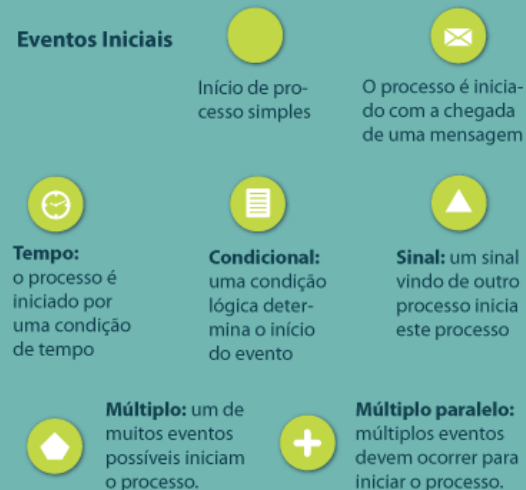 Eventos Iniciais
Início de pro-
cesso simples
O processo é inicia-
do com a chegada
de uma mensagem
Tempo:
o processo é
iniciado por
uma condição
de tempo
Condicional:
uma condição
lógica deter-
mina o início
do evento
Sinal: um sinal
vindo de outro
processo inicia
este processo
Múltiplo: um de
muitos eventos
possíveis iniciam
o processo.
Múltiplo paralelo:
múltiplos eventos
devem ocorrer para
iniciar o processo.